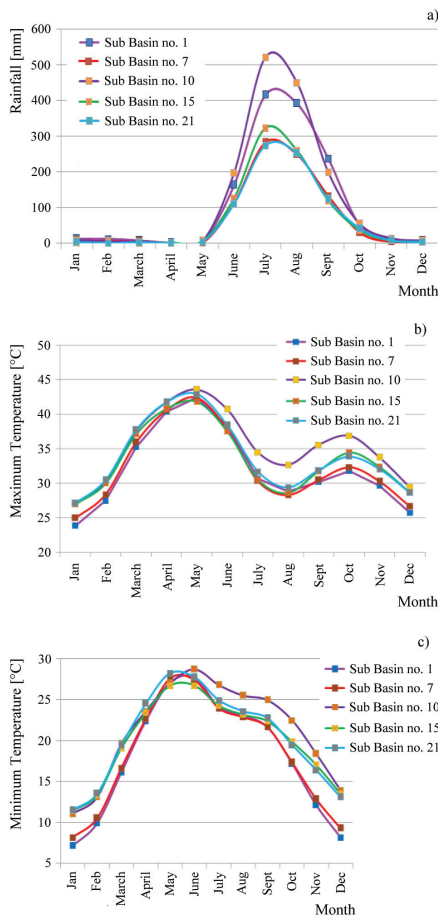 a)
Rainfall [mm]
600
500
400
300
200
100
0
Sub Basin no. 1
Sub Basin no. 7
Sub Basin no. 10
Sub Basin no. 15
Sub Basin no. 21
Jan
Feb
March
April
May
June
July
Aug
Sept
Oct
Nov
Dec
Month
b)
Maximum Temperature [°C]
50
45
40
35
30
25
20
Sub Basin no. 1
Sub Basin no. 7
Sub Basin no. 10
Sub Basin no. 15
Sub Basin no. 21
Jan
Feb
March
April
May
June
July
Aug
Sept
Oct
Nov
Dec
Month
c)
Minimum Temperature [°C]
30
25
20
15
10
5
Sub Basin no. 1
Sub Basin no. 7
Sub Basin no. 10
Sub Basin no. 15
Sub Basin no. 21
Jan
Feb
March
April
May
June
July
Aug
Sept
Oct
Nov
Dec
Month